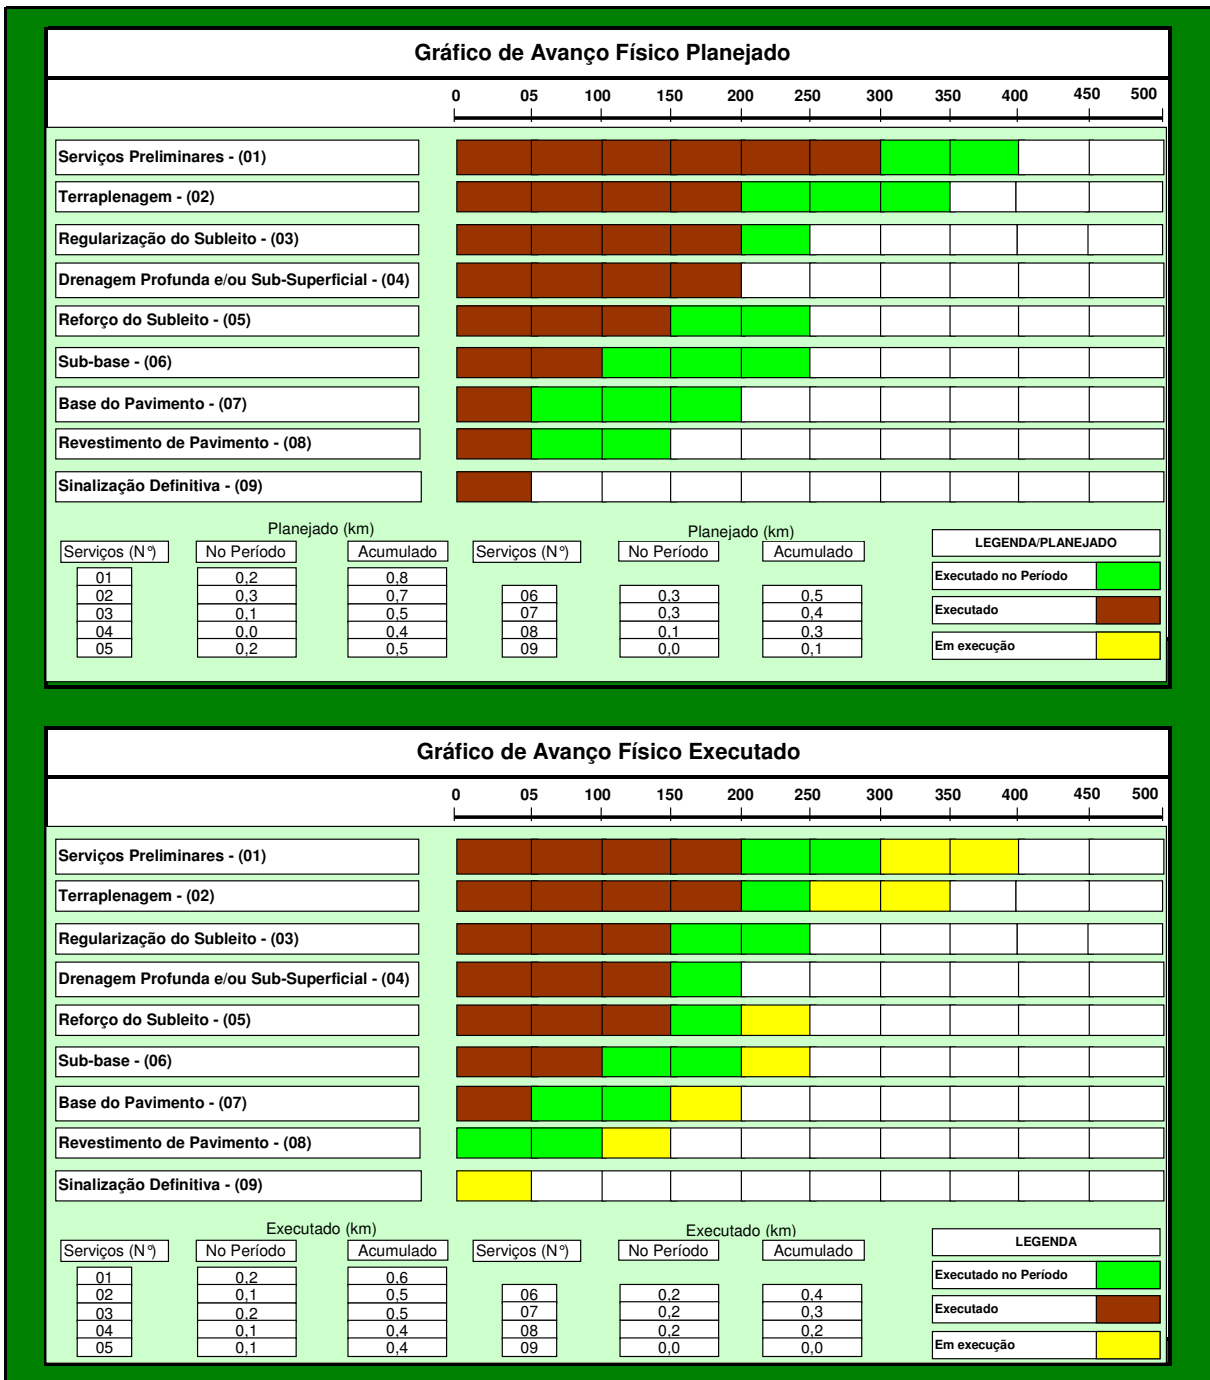 Gráfico de Avanço Físico Planejado
0 05 100 150 200 250 300 350 400 450 500
Serviços Preliminares - (01)
Terraplenagem - (02)
Regularização do Subleito - (03)
Drenagem Profunda e/ou Sub-Superficial - (04)
Reforço do Subleito - (05)
Sub-base - (06)
Base do Pavimento - (07)
Revestimento de Pavimento - (08)
Sinalização Definitiva - (09)
Planejado (km) Planejado (km)
Serviços (N°) No Período Acumulado Serviços (N°) No Período Acumulado
01 0,2 0,8
02 0,3 0,7 06 0,3 0,5
03 0,1 0,5 07 0,3 0,4
04 0,0 0,4 08 0,1 0,3
05 0,2 0,5 09 0,0 0,1
LEGENDA/PLANEJADO
Executado no Período
Executado
Em execução
Gráfico de Avanço Físico Executado
0 05 100 150 200 250 300 350 400 450 500
Serviços Preliminares - (01)
Terraplenagem - (02)
Regularização do Subleito - (03)
Drenagem Profunda e/ou Sub-Superficial - (04)
Reforço do Subleito - (05)
Sub-base - (06)
Base do Pavimento - (07)
Revestimento de Pavimento - (08)
Sinalização Definitiva - (09)
Executado (km) Executado (km)
Serviços (N°) No Período Acumulado Serviços (N°) No Período Acumulado
01 0,2 0,6
02 0,1 0,5 06 0,2 0,4
03 0,2 0,5 07 0,2 0,3
04 0,1 0,4 08 0,2 0,2
05 0,1 0,4 09 0,0 0,0
LEGENDA
Executado no Período
Executado
Em execução